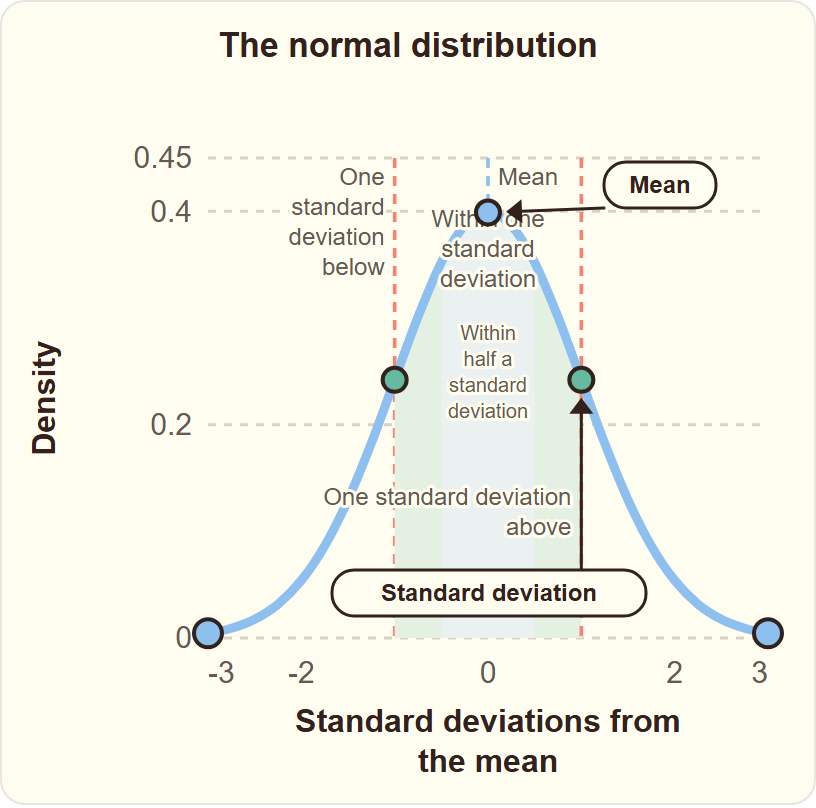 The normal distribution
0.45
0.4
0.2
0
Density
One
standard
deviation
below
Mean
Mean
Within one
standard
deviation
Within
half a
standard
deviation
One standard deviation
above
Standard deviation
-3
-2
0
2
3
Standard deviations from
the mean